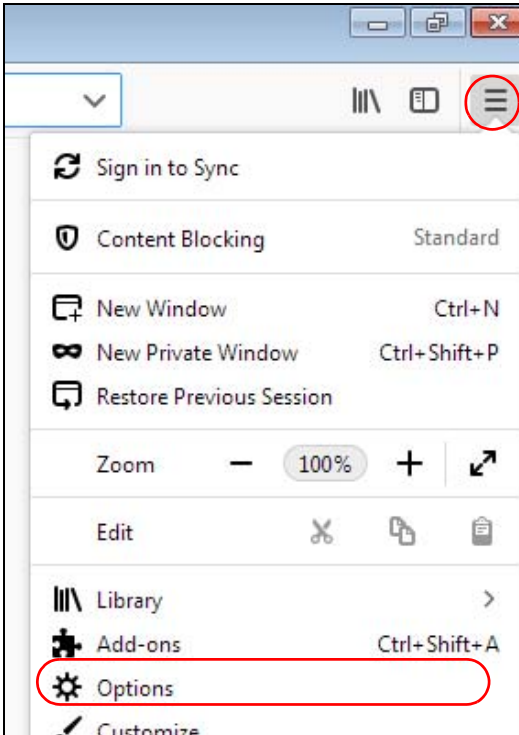 Sign in to Sync
Content Blocking Standard
New Window Ctrl+N
New Private Window Ctrl+Shift+P
Restore Previous Session
Zoom 100%
Edit
Library
Add-ons Ctrl+Shift+A
Options
Customize